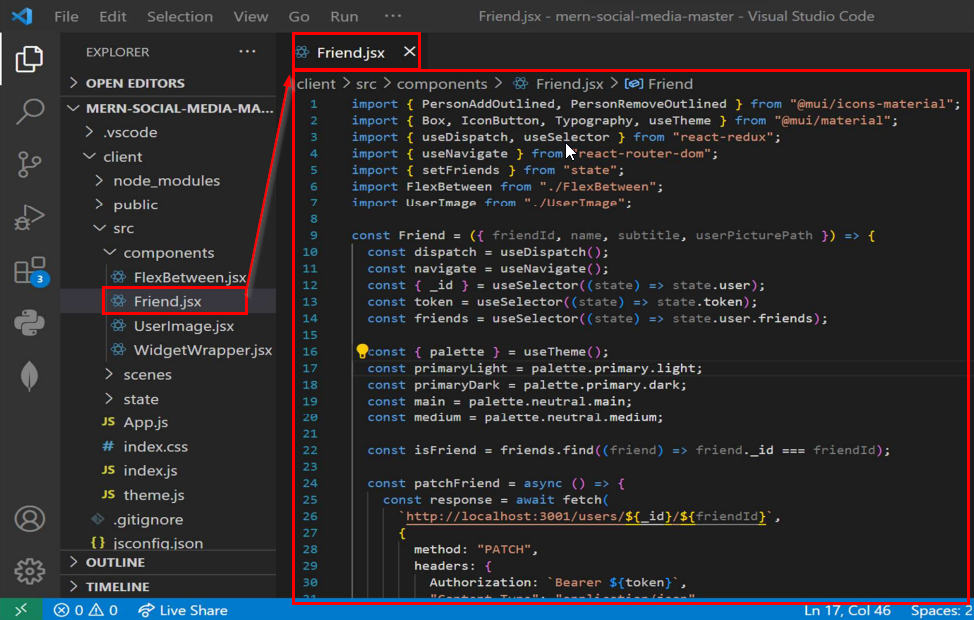 File Edit Selection View Go Run ··· Friend.jsx - mern-social-media-master - Visual Studio Code
EXPLORER ···
OPEN EDITORS
MERN-SOCIAL-MEDIA-MA...
.vscode
client
node_modules
public
src
components
FlexBetween.jsx
Friend.jsx
UserImage.jsx
WidgetWrapper.jsx
scenes
state
JS App.js
# index.css
JS index.js
JS theme.js
.gitignore
{} jsconfig.json
OUTLINE
TIMELINE
3
Friend.jsx ×
client > src > components > Friend.jsx > Friend
1 import { PersonAddOutlined, PersonRemoveOutlined } from "@mui/icons-material";
2 import { Box, IconButton, Typography, useTheme } from "@mui/material";
3 import { useDispatch, useSelector } from "react-redux";
4 import { useNavigate } from "react-router-dom";
5 import { setFriends } from "state";
6 import FlexBetween from "./FlexBetween";
7 import UserImage from "./UserImage";
8
9 const Friend = ({ friendId, name, subtitle, userPicturePath }) => {
10 const dispatch = useDispatch();
11 const navigate = useNavigate();
12 const { _id } = useSelector((state) => state.user);
13 const token = useSelector((state) => state.token);
14 const friends = useSelector((state) => state.user.friends);
15
16 const { palette } = useTheme();
17 const primaryLight = palette.primary.light;
18 const primaryDark = palette.primary.dark;
19 const main = palette.neutral.main;
20 const medium = palette.neutral.medium;
21
22 const isFriend = friends.find((friend) => friend._id === friendId);
23
24 const patchFriend = async () => {
25 const response = await fetch(
26 `http://localhost:3001/users/${_id}/${friendId}`,
27 {
28 method: "PATCH",
29 headers: {
30 Authorization: `Bearer ${token}`,
31 "Content-Type": "application/json"
0 0 Live Share Ln 17, Col 46 Spaces: 2